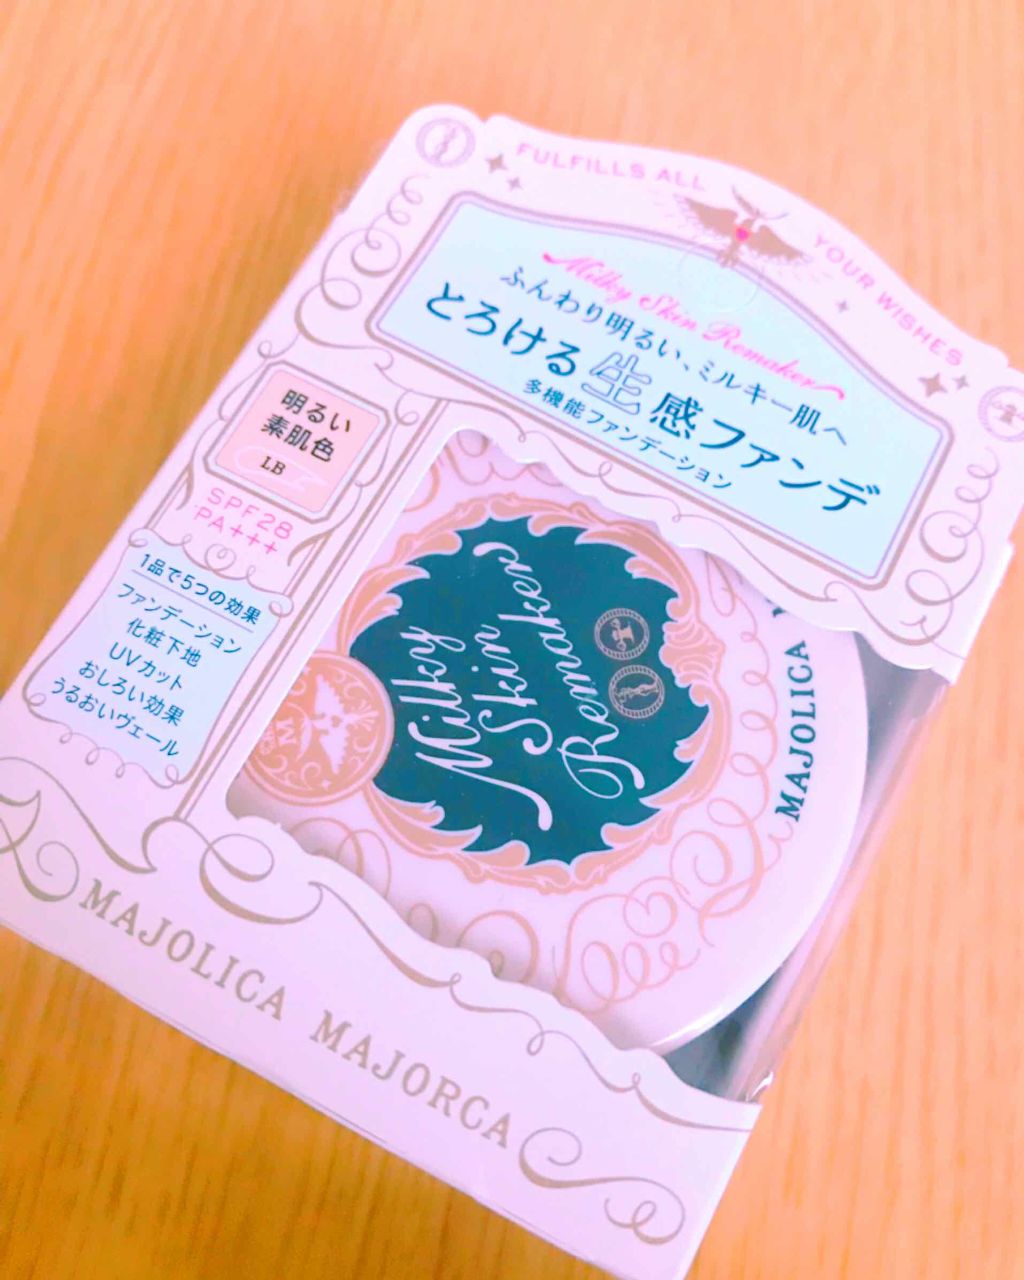 FULFILLS ALL YOUR WISHES
Milky Skin Remaker
ふんわり明るい、ミルキー肌へ
とろける生感ファンデ
多機能ファンデーション
明るい
素肌色
LB
SPF28
PA+++
1品で5つの効果
ファンデーション
化粧下地
UVカット
おしろい効果
うるおいヴェール
Milky
Skin
Remaker
MAJOLICA
M
MAJOLICA MAJORCA